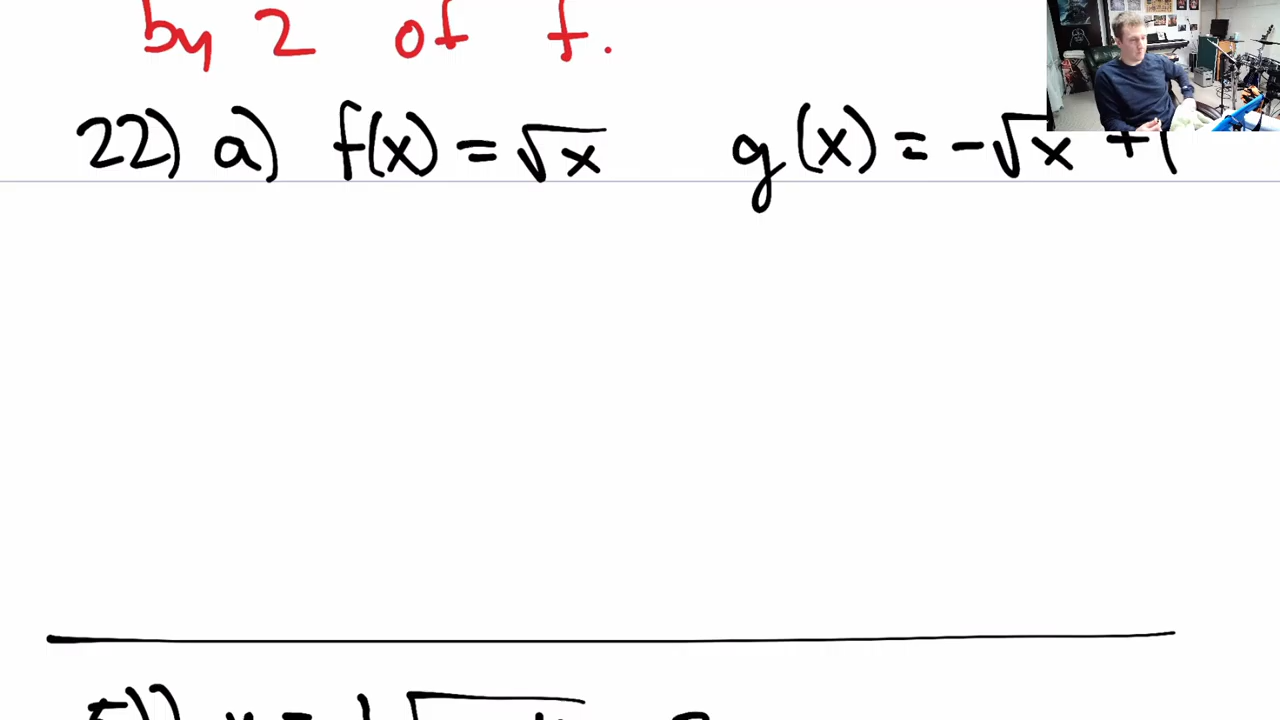 by 2 of f.
22) a) f(x) = √x g(x) = -√x +1